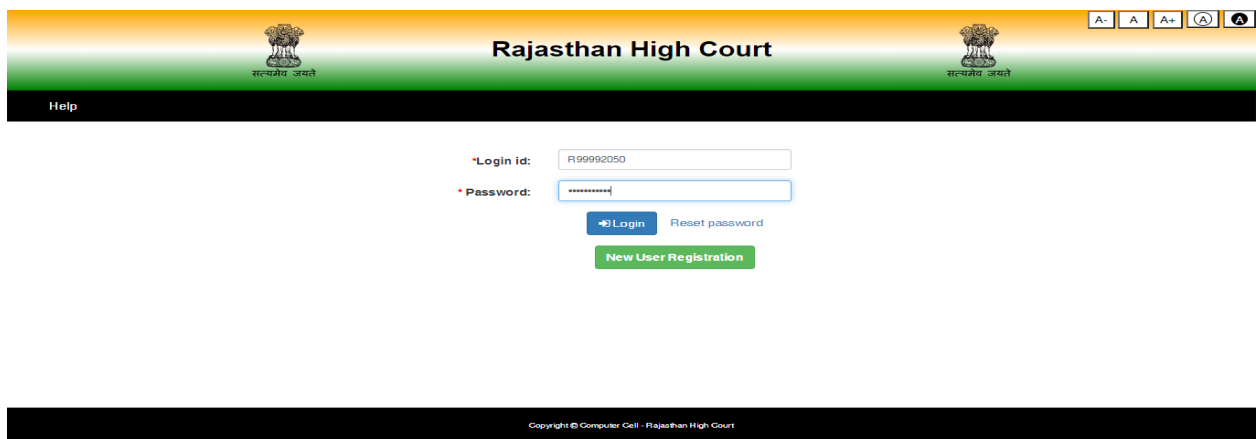 A- A A+ A A
Rajasthan High Court
सत्यमेव जयते सत्यमेव जयते
Help
*Login id: R99992050
* Password: •••••••••••
Login Reset password
New User Registration
Copyright © Computer Cell - Rajasthan High Court